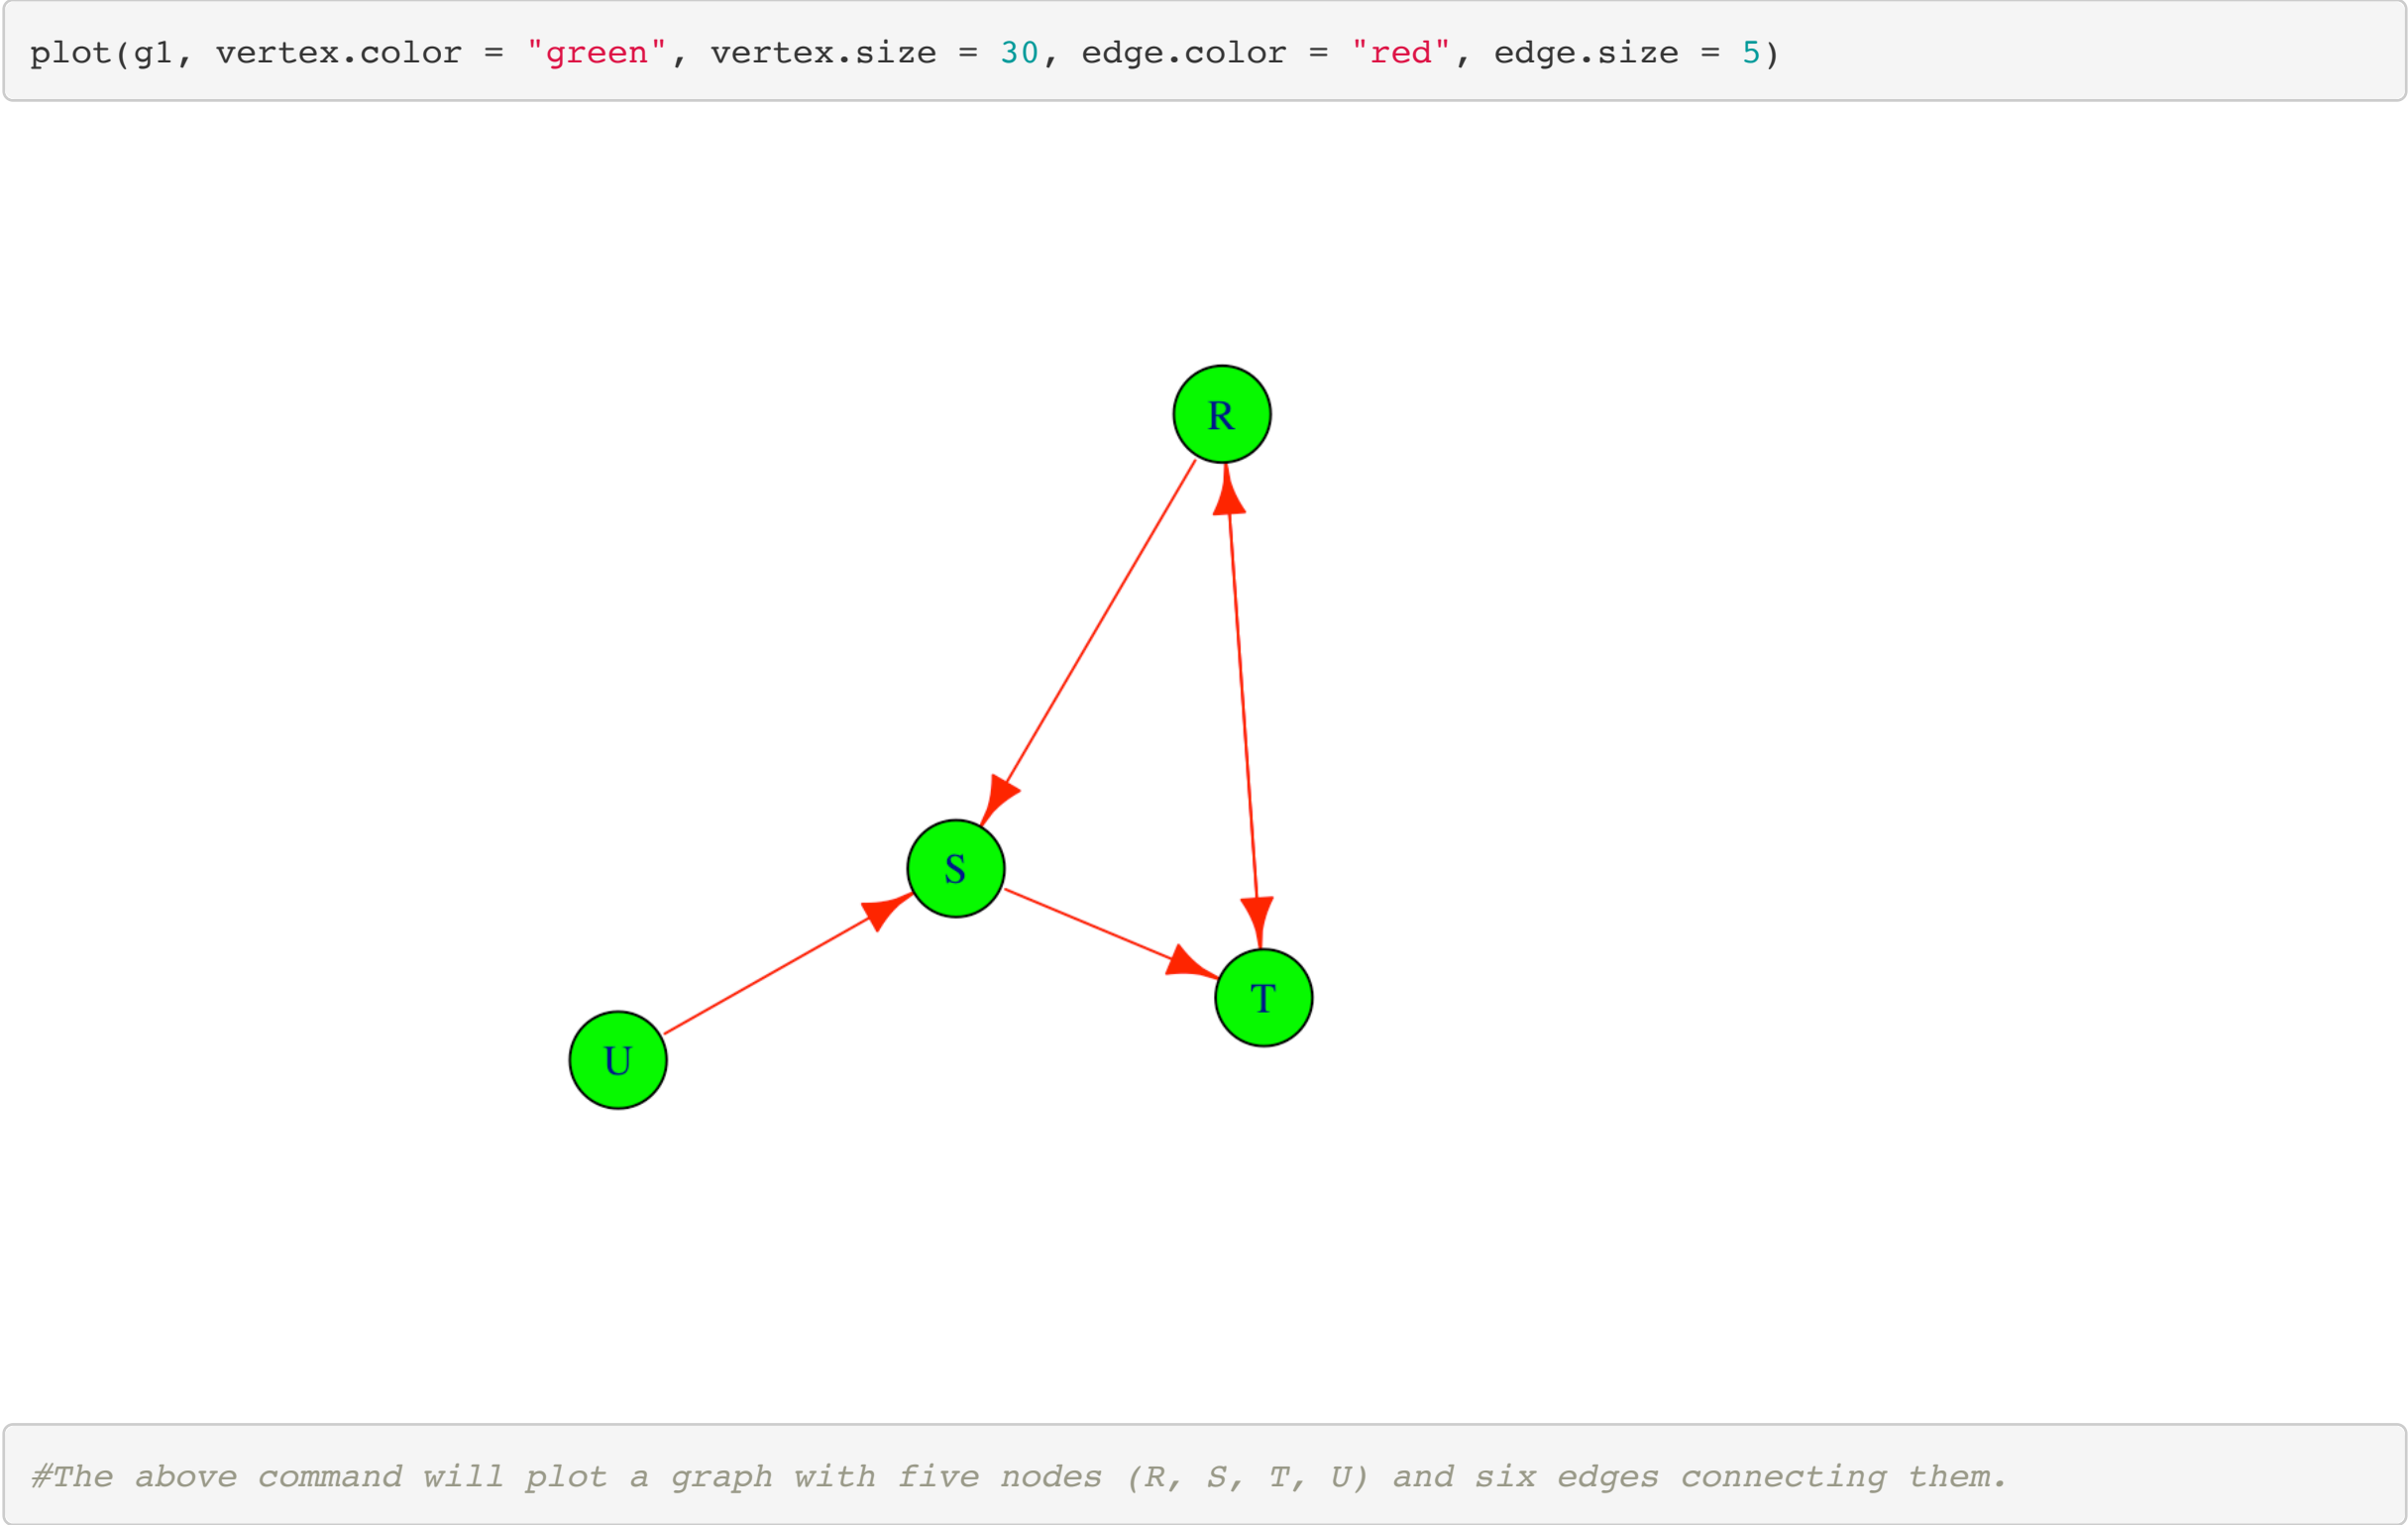 plot(g1, vertex.color = "green", vertex.size = 30, edge.color = "red", edge.size = 5)
R
S
T
U
#The above command will plot a graph with five nodes (R, S, T, U) and six edges connecting them.